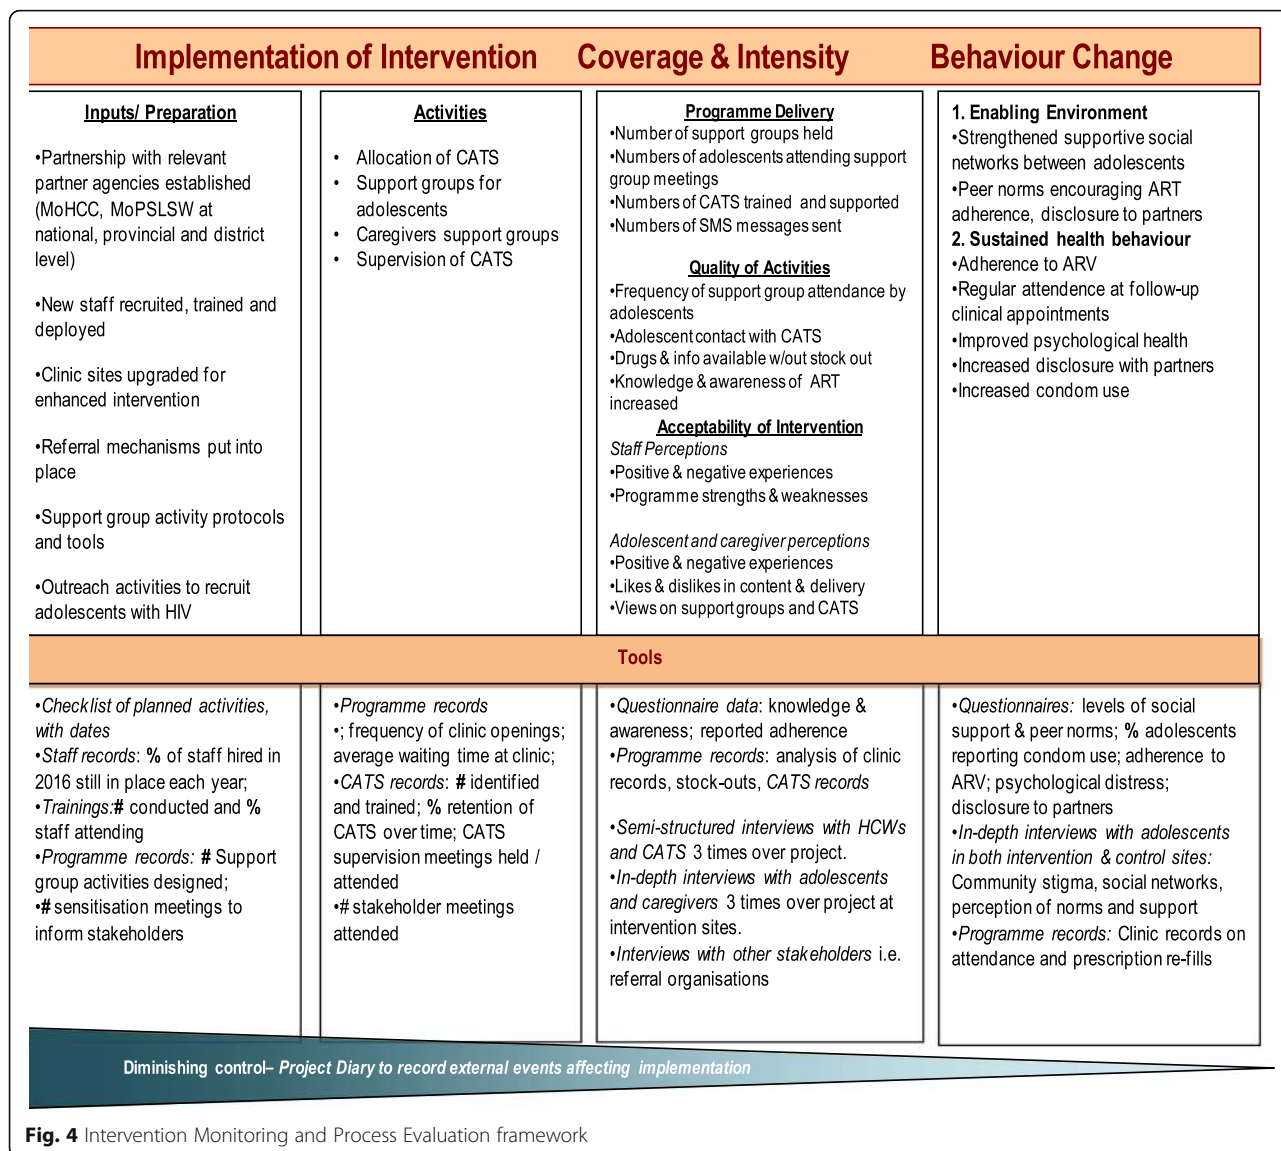 Implementation of Intervention Coverage & Intensity Behaviour Change
Inputs/ Preparation
•Partnership with relevant
partner agencies established
(MoHCC, MoPSLSW at
national, provincial and district
level)
•New staff recruited, trained and
deployed
•Clinic sites upgraded for
enhanced intervention
•Referral mechanisms put into
place
•Support group activity protocols
and tools
•Outreach activities to recruit
adolescents with HIV
Activities
• Allocation of CATS
• Support groups for
adolescents
• Caregivers support groups
• Supervision of CATS
Programme Delivery
•Number of support groups held
•Numbers of adolescents attending support
group meetings
•Numbers of CATS trained and supported
•Numbers of SMS messages sent
Quality of Activities
•Frequency of support group attendance by
adolescents
•Adolescent contact with CATS
•Drugs & info available w/out stock out
•Knowledge & awareness of ART
increased
Acceptability of Intervention
Staff Perceptions
•Positive & negative experiences
•Programme strengths & weaknesses
Adolescent and caregiver perceptions
•Positive & negative experiences
•Likes & dislikes in content & delivery
•Views on support groups and CATS
1. Enabling Environment
•Strengthened supportive social
networks between adolescents
•Peer norms encouraging ART
adherence, disclosure to partners
2. Sustained health behaviour
•Adherence to ARV
•Regular attendence at follow-up
clinical appointments
•Improved psychological health
•Increased disclosure with partners
•Increased condom use
Tools
•Checklist of planned activities,
with dates
•Staff records: % of staff hired in
2016 still in place each year;
•Trainings:# conducted and %
staff attending
•Programme records: # Support
group activities designed;
•# sensitisation meetings to
inform stakeholders
•Programme records
•; frequency of clinic openings;
average waiting time at clinic;
•CATS records: # identified
and trained; % retention of
CATS over time; CATS
supervision meetings held /
attended
•# stakeholder meetings
attended
•Questionnaire data: knowledge &
awareness; reported adherence
•Programme records: analysis of clinic
records, stock-outs, CATS records
•Semi-structured interviews with HCWs
and CATS 3 times over project.
•In-depth interviews with adolescents
and caregivers 3 times over project at
intervention sites.
•Interviews with other stakeholders i.e.
referral organisations
•Questionnaires: levels of social
support & peer norms; % adolescents
reporting condom use; adherence to
ARV; psychological distress;
disclosure to partners
•In-depth interviews with adolescents
in both intervention & control sites:
Community stigma, social networks,
perception of norms and support
•Programme records: Clinic records on
attendance and prescription re-fills
Diminishing control– Project Diary to record external events affecting implementation
Fig. 4 Intervention Monitoring and Process Evaluation framework